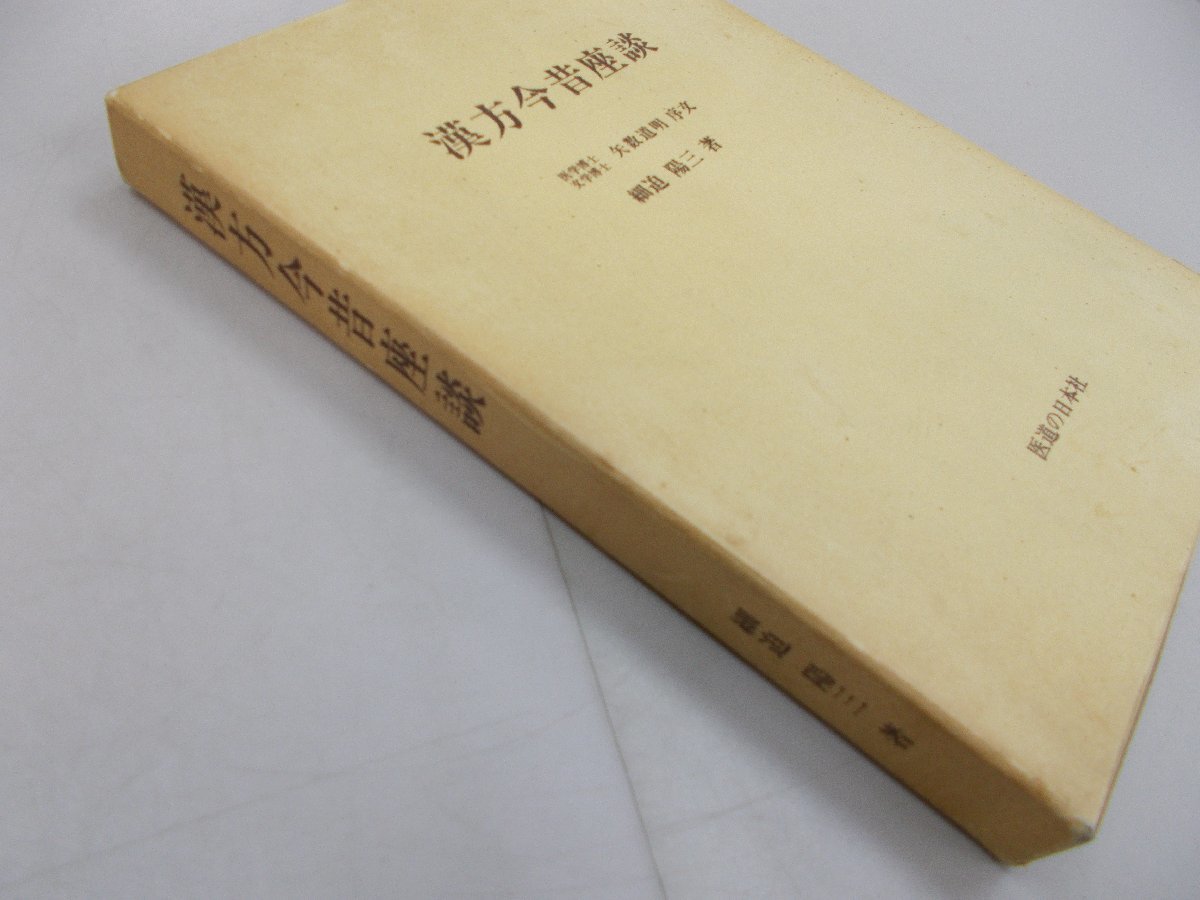 漢方今昔座談
医学博士
文学博士 矢数道明 序文
細迫 陽三 著
医道の日本社
漢方今昔座談
細迫 陽三 著